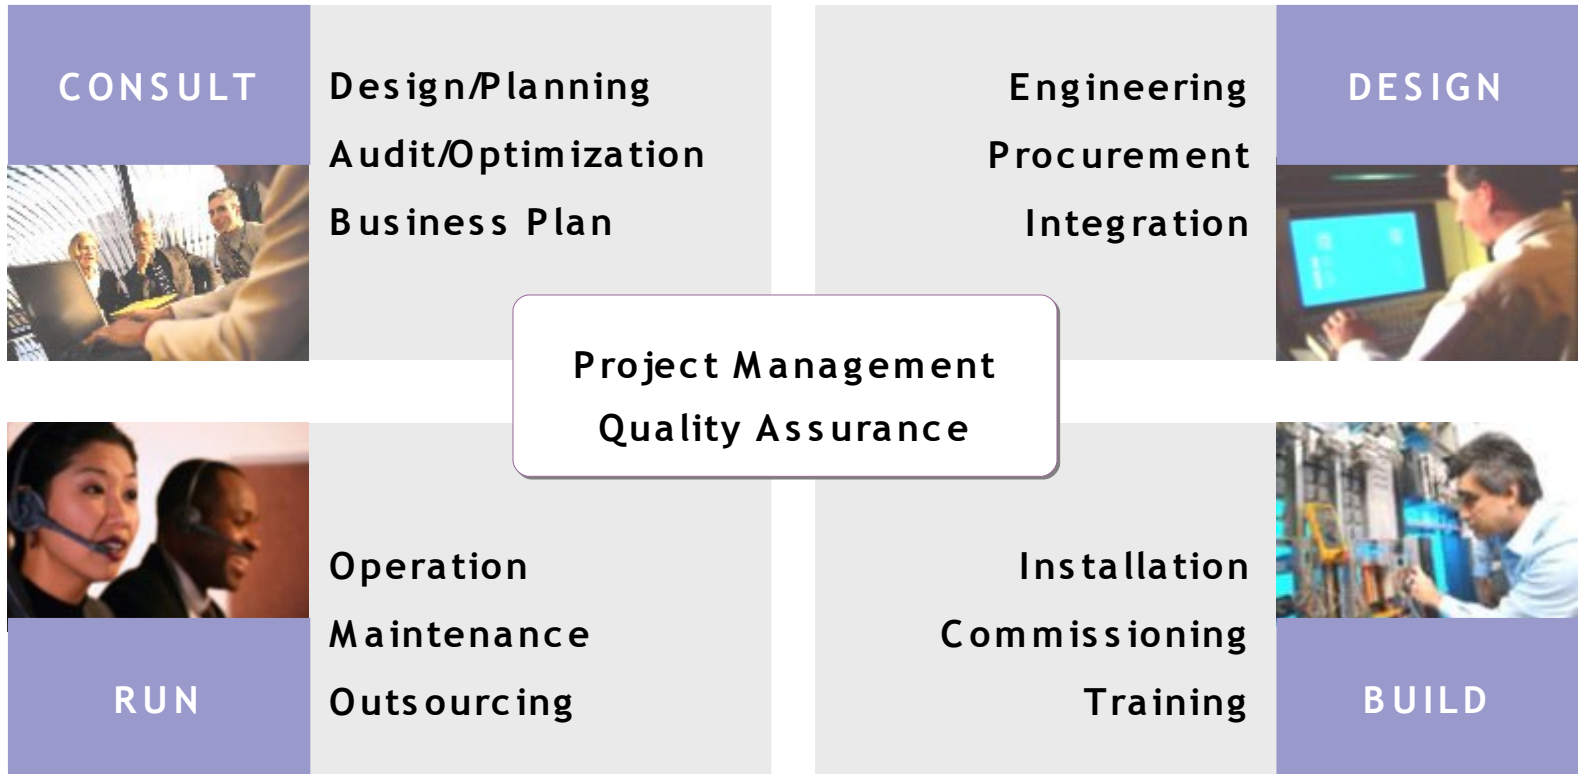 CONSULT
Design/Planning
Audit/Optimization
Business Plan
Engineering
Procurement
Integration
DESIGN
Project Management
Quality Assurance
RUN
Operation
Maintenance
Outsourcing
Installation
Commissioning
Training
BUILD